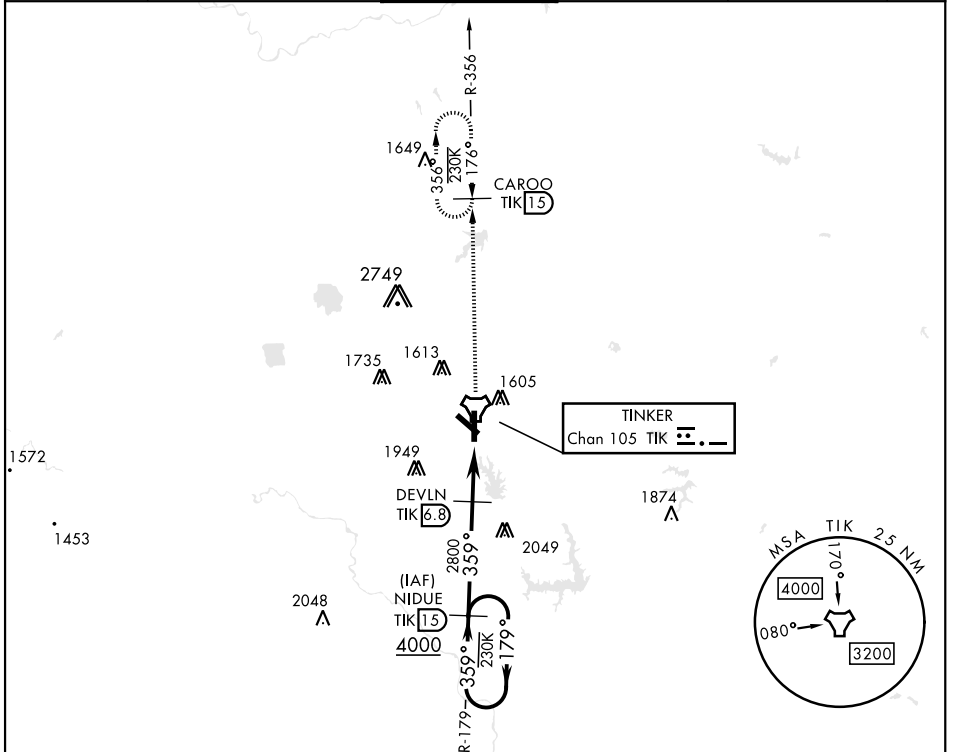 R-356
1649
356°
230K
176°
CAROO
TIK 15
2749
1735
1613
1605
TINKER
Chan 105 TIK
1572
1949
DEVLN
TIK 6.8
1874
1453
2049
2800
359°
(IAF)
NIDUE
TIK 15
4000
2048
359°
230K
179°
R-179
MSA TIK 25 NM
170°
4000
080°
3200